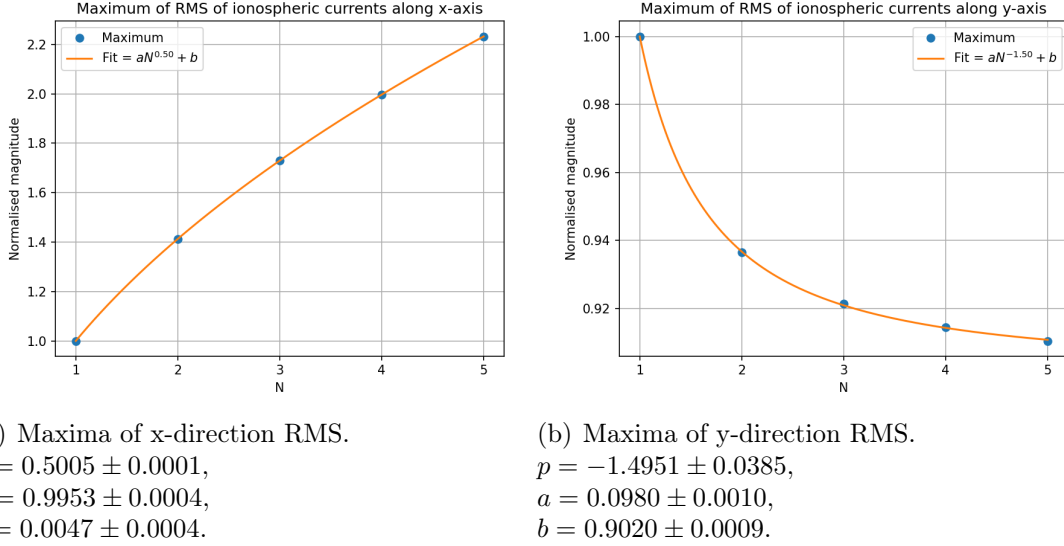 Maximum of RMS of ionospheric currents along x-axis
Normalised magnitude
2.2
2.0
1.8
1.6
1.4
1.2
1.0
Maximum
Fit = aN^{0.50} + b
1 2 3 4 5
N
Maximum of RMS of ionospheric currents along y-axis
Normalised magnitude
1.00
0.98
0.96
0.94
0.92
Maximum
Fit = aN^{-1.50} + b
1 2 3 4 5
N
) Maxima of x-direction RMS.
= 0.5005 ± 0.0001,
= 0.9953 ± 0.0004,
= 0.0047 ± 0.0004.
(b) Maxima of y-direction RMS.
p = −1.4951 ± 0.0385,
a = 0.0980 ± 0.0010,
b = 0.9020 ± 0.0009.